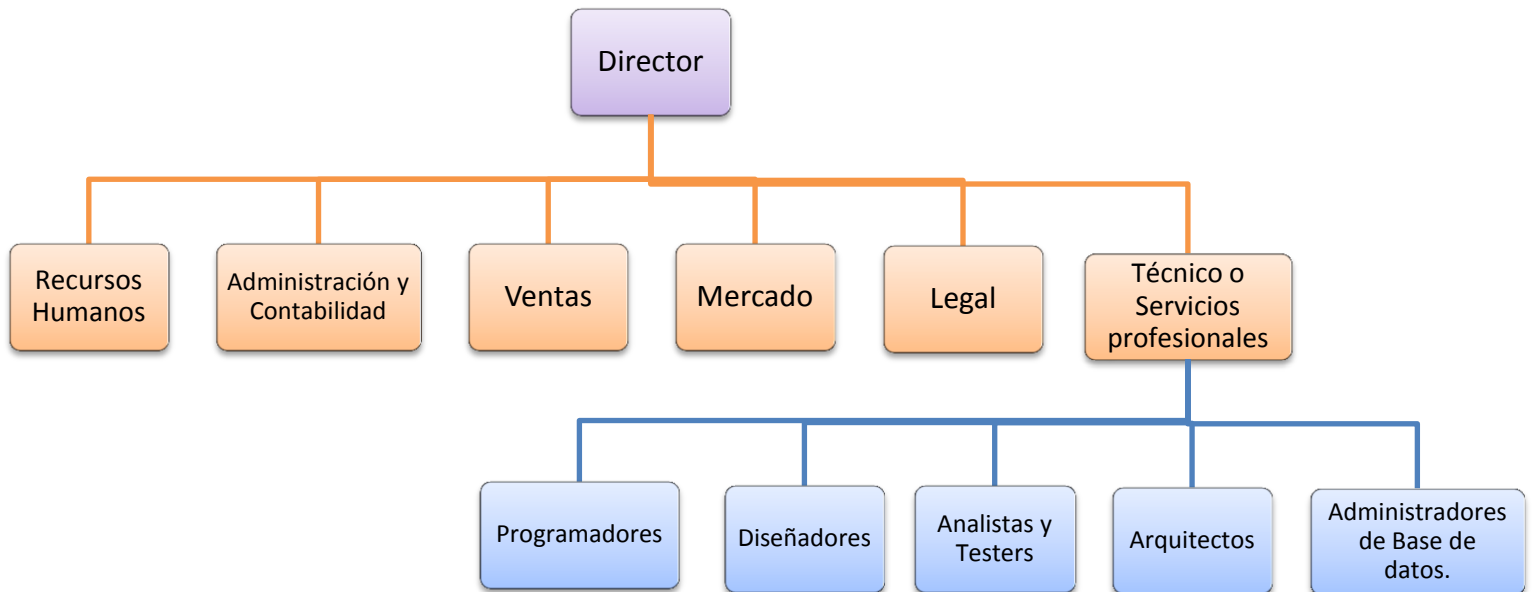 Director
Recursos
Humanos
Administración y
Contabilidad
Ventas
Mercado
Legal
Técnico o
Servicios
profesionales
Programadores
Diseñadores
Analistas y
Testers
Arquitectos
Administradores
de Base de
datos.